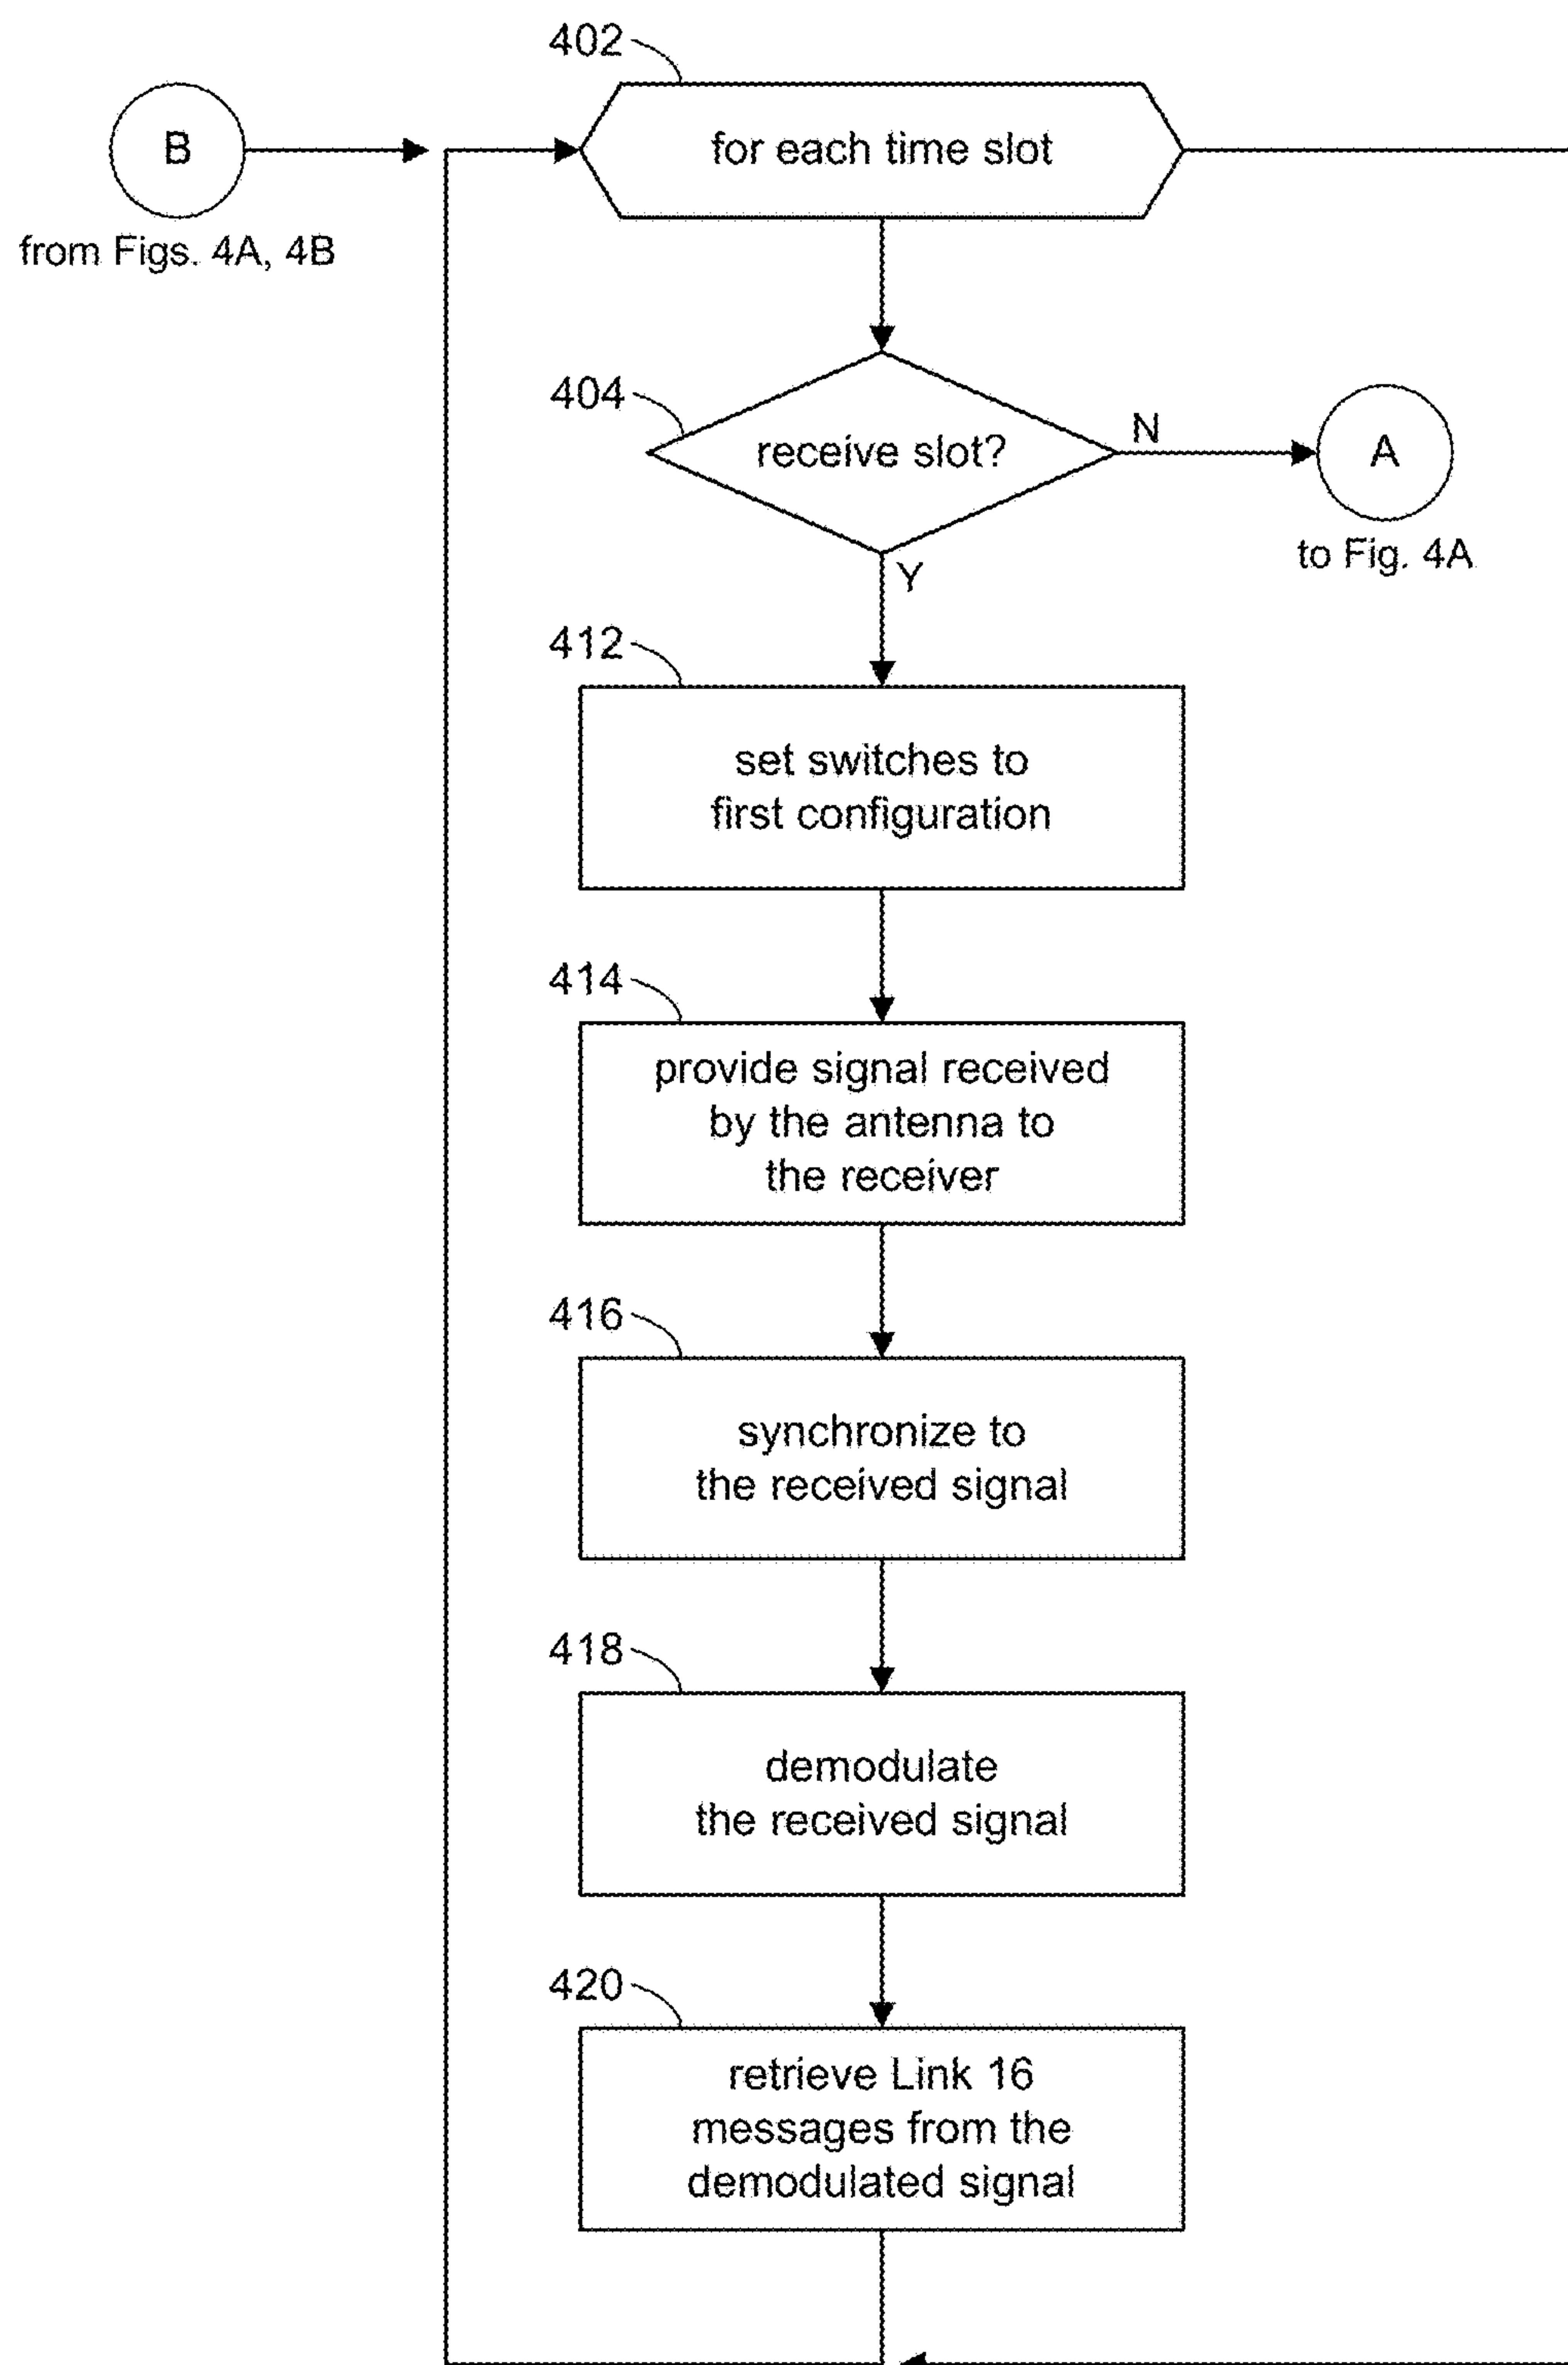 402
B
for each time slot
from Figs. 4A, 4B
404
receive slot?
N
A
to Fig. 4A
Y
412
set switches to
first configuration
414
provide signal received
by the antenna to
the receiver
416
synchronize to
the received signal
418
demodulate
the received signal
420
retrieve Link 16
messages from the
demodulated signal